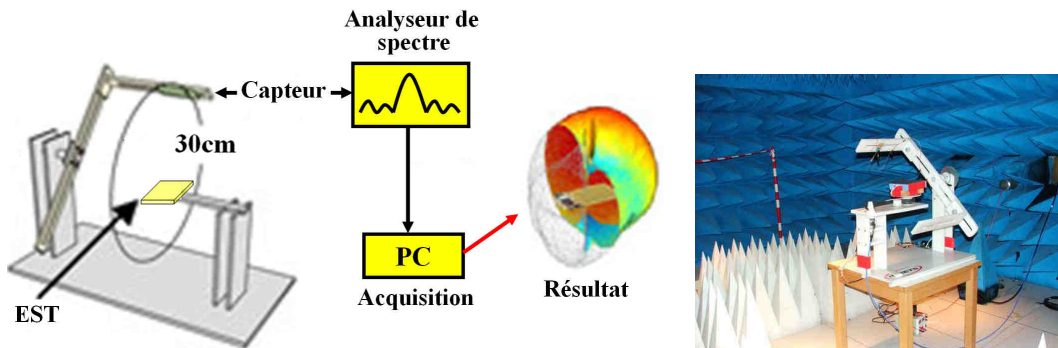 Analyseur de
spectre
Capteur
30cm
EST
PC
Acquisition
Résultat